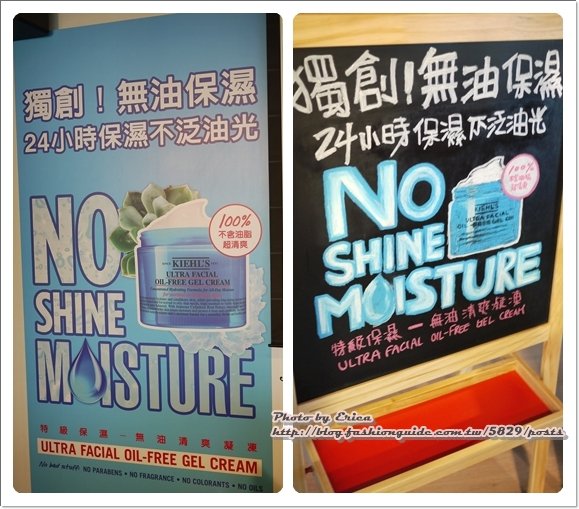 獨創！無油保濕
24小時保濕不泛油光
NO
SHINE
MOISTURE
100%
不含油脂
超清爽
KIEHL'S
ULTRA FACIAL
OIL-FREE GEL CREAM
特級保濕－無油清爽凝凍
ULTRA FACIAL OIL-FREE GEL CREAM
No bad stuff: NO PARABENS • NO FRAGRANCE • NO COLORANTS • NO OILS
獨創！無油保濕
24小時保濕不泛油光
NO
SHINE
MOISTURE
100%
KIEHL'S
ULTRA FACIAL
OIL-FREE GEL CREAM
特級保濕－無油清爽凝凍
ULTRA FACIAL OIL-FREE GEL CREAM
Photo by Erica
http://blog.fashionguide.com.tw/5829/posts